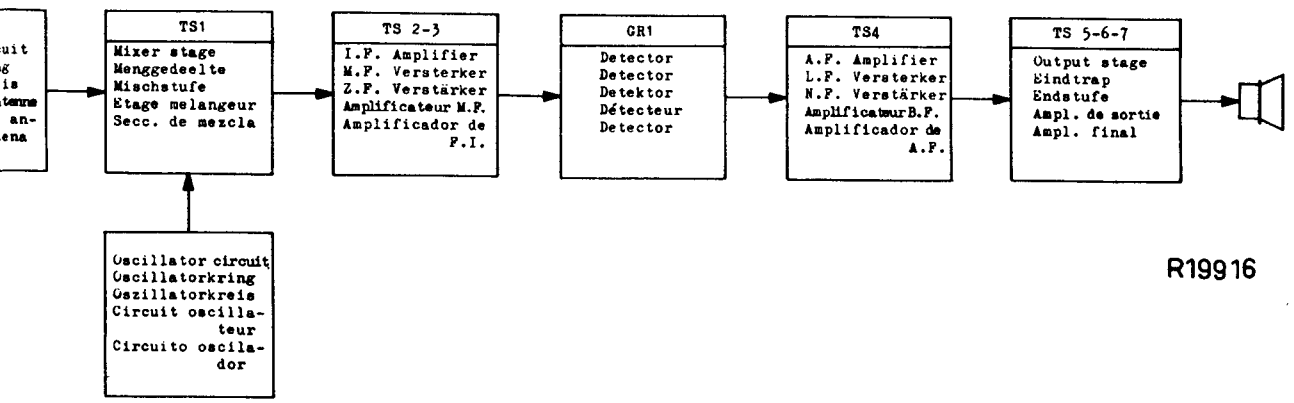 TS1
Mixer stage
Menggedeelte
Mischstufe
Etage melangeur
Secc. de mezcla
TS 2-3
I.F. Amplifier
M.F. Versterker
Z.F. Verstärker
Amplificateur M.F.
Amplificador de
F.I.
GR1
Detector
Detector
Detektor
Détecteur
Detector
TS4
A.F. Amplifier
L.F. Versterker
N.F. Verstärker
Amplificateur B.F.
Amplificador de
A.F.
TS 5-6-7
Output stage
Eindtrap
Endstufe
Ampl. de sortie
Ampl. final
Oscillator circuit
Oscillatorkring
Oszillatorkreis
Circuit oscilla-
teur
Circuito oscila-
dor
R19916